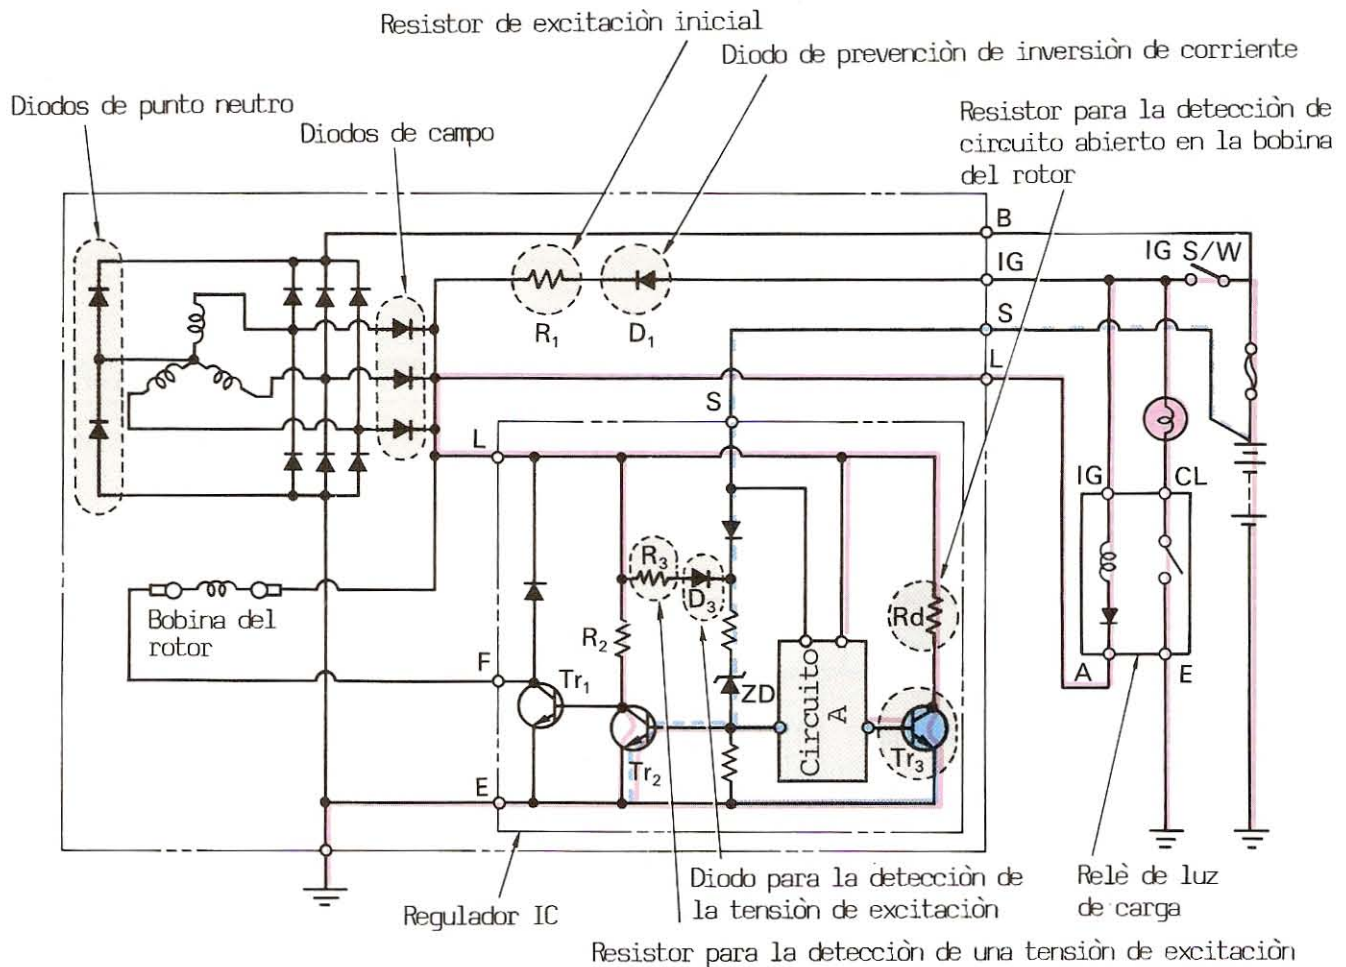 Resistor de excitaciòn inicial
Diodo de prevenciòn de inversiòn de corriente
Diodos de punto neutro
Diodos de campo
Resistor para la detecciòn de
circuito abierto en la bobina
del rotor
B
IG
IG S/W
S
L
R₁
D₁
S
L
IG
CL
R₃
D₃
Rd
Bobina del
rotor
R₂
F
Tr₁
ZD
Circuito
A
A
E
Tr₂
Tr₃
E
Regulador IC
Diodo para la detecciòn de
la tensiòn de excitaciòn
Relè de luz
de carga
Resistor para la detecciòn de una tensiòn de excitaciòn